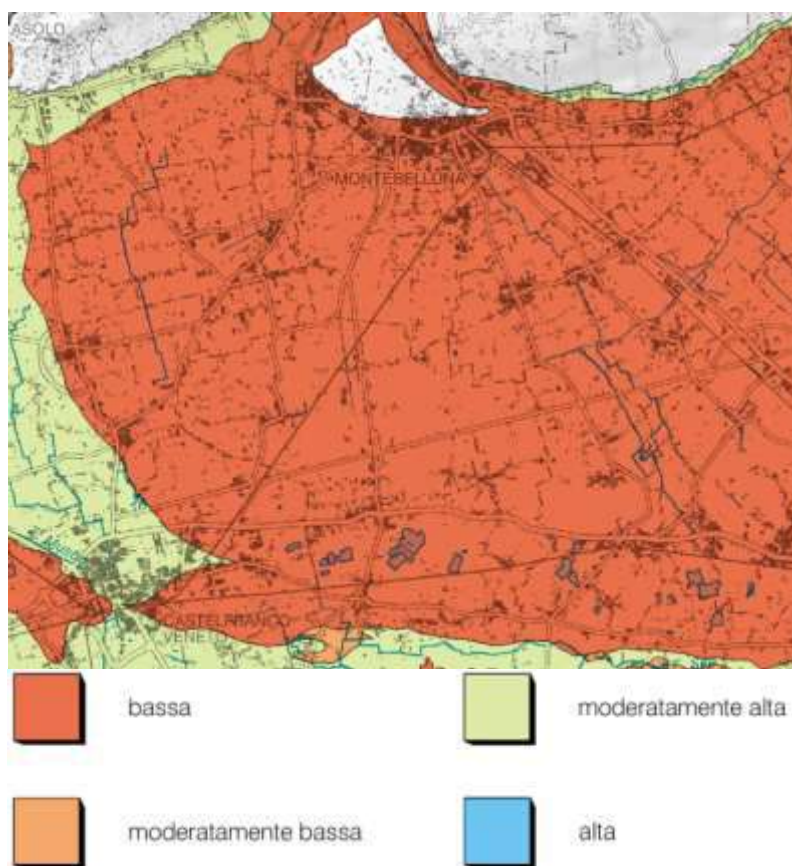 ASOLO
MONTEBELLUNA
CASTELFRANCO
VENETO
bassa
moderatamente alta
moderatamente bassa
alta